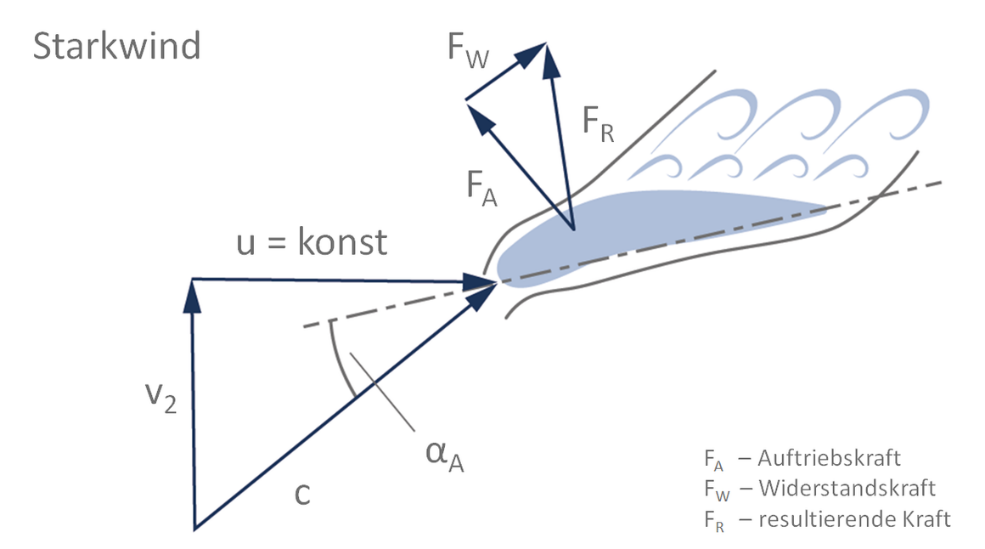 Starkwind
F_W
F_R
F_A
u = konst
v_2
α_A
c
F_A – Auftriebskraft
F_W – Widerstandskraft
F_R – resultierende Kraft